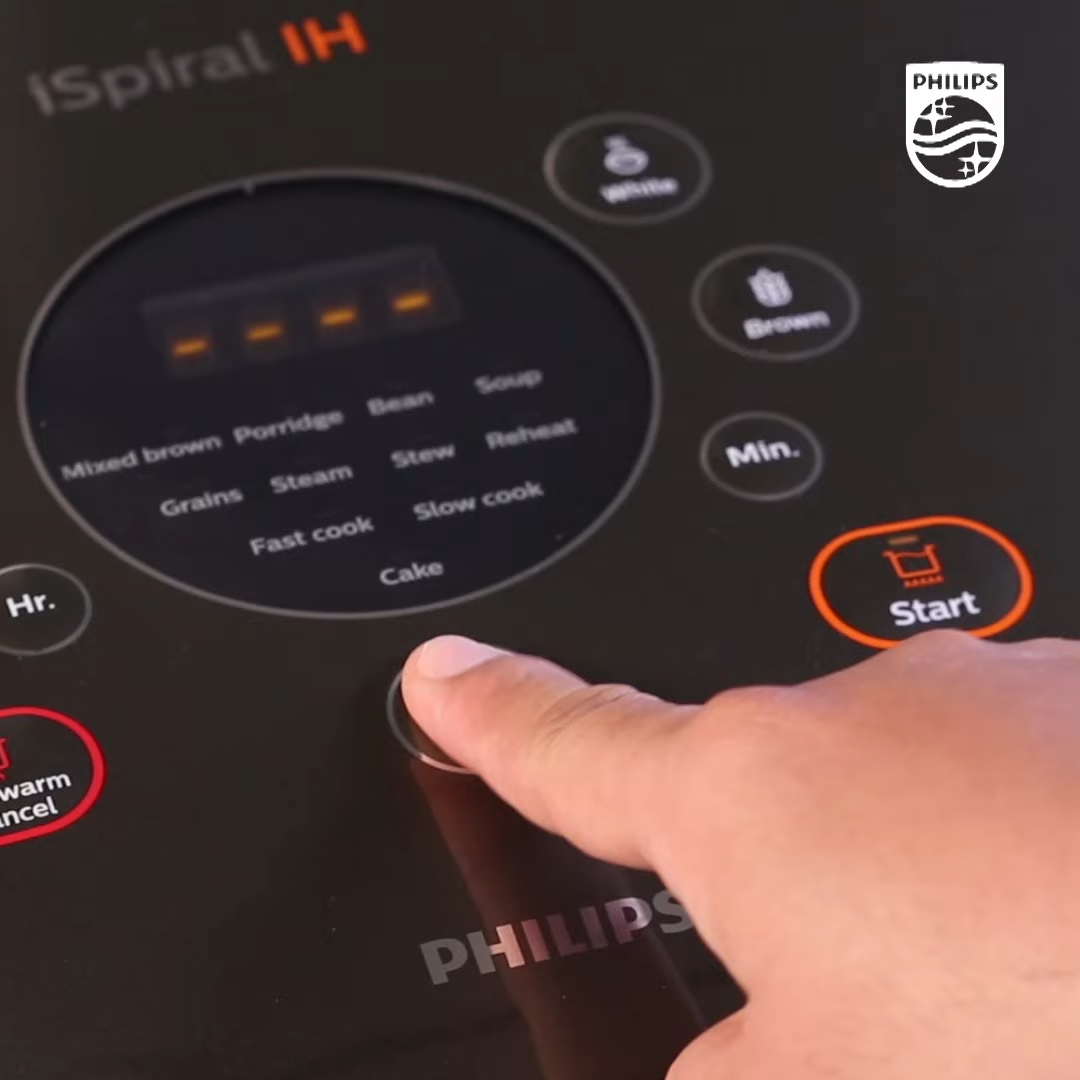 iSpiral IH
PHILIPS
White
Brown
Mixed brown Porridge Bean Soup
Grains Steam Stew Reheat
Fast cook Slow cook
Cake
Min.
Hr.
Start
warm
ncel
PHILIPS